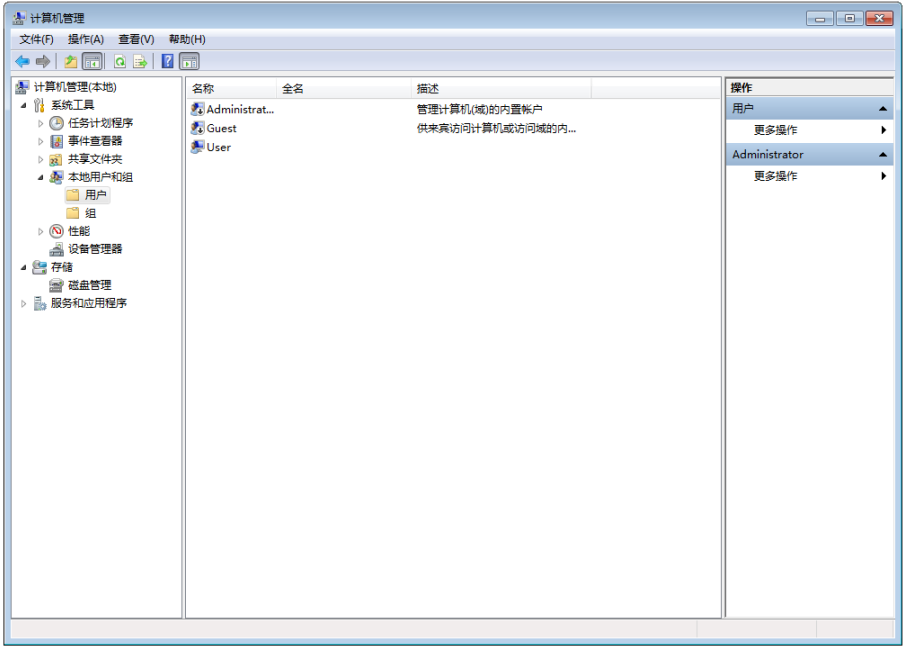 计算机管理
文件(F) 操作(A) 查看(V) 帮助(H)
计算机管理(本地)
系统工具
任务计划程序
事件查看器
共享文件夹
本地用户和组
用户
组
性能
设备管理器
存储
磁盘管理
服务和应用程序
名称 全名 描述
Administrat... 管理计算机(域)的内置帐户
Guest 供来宾访问计算机或访问域的内...
User
操作
用户
更多操作
Administrator
更多操作